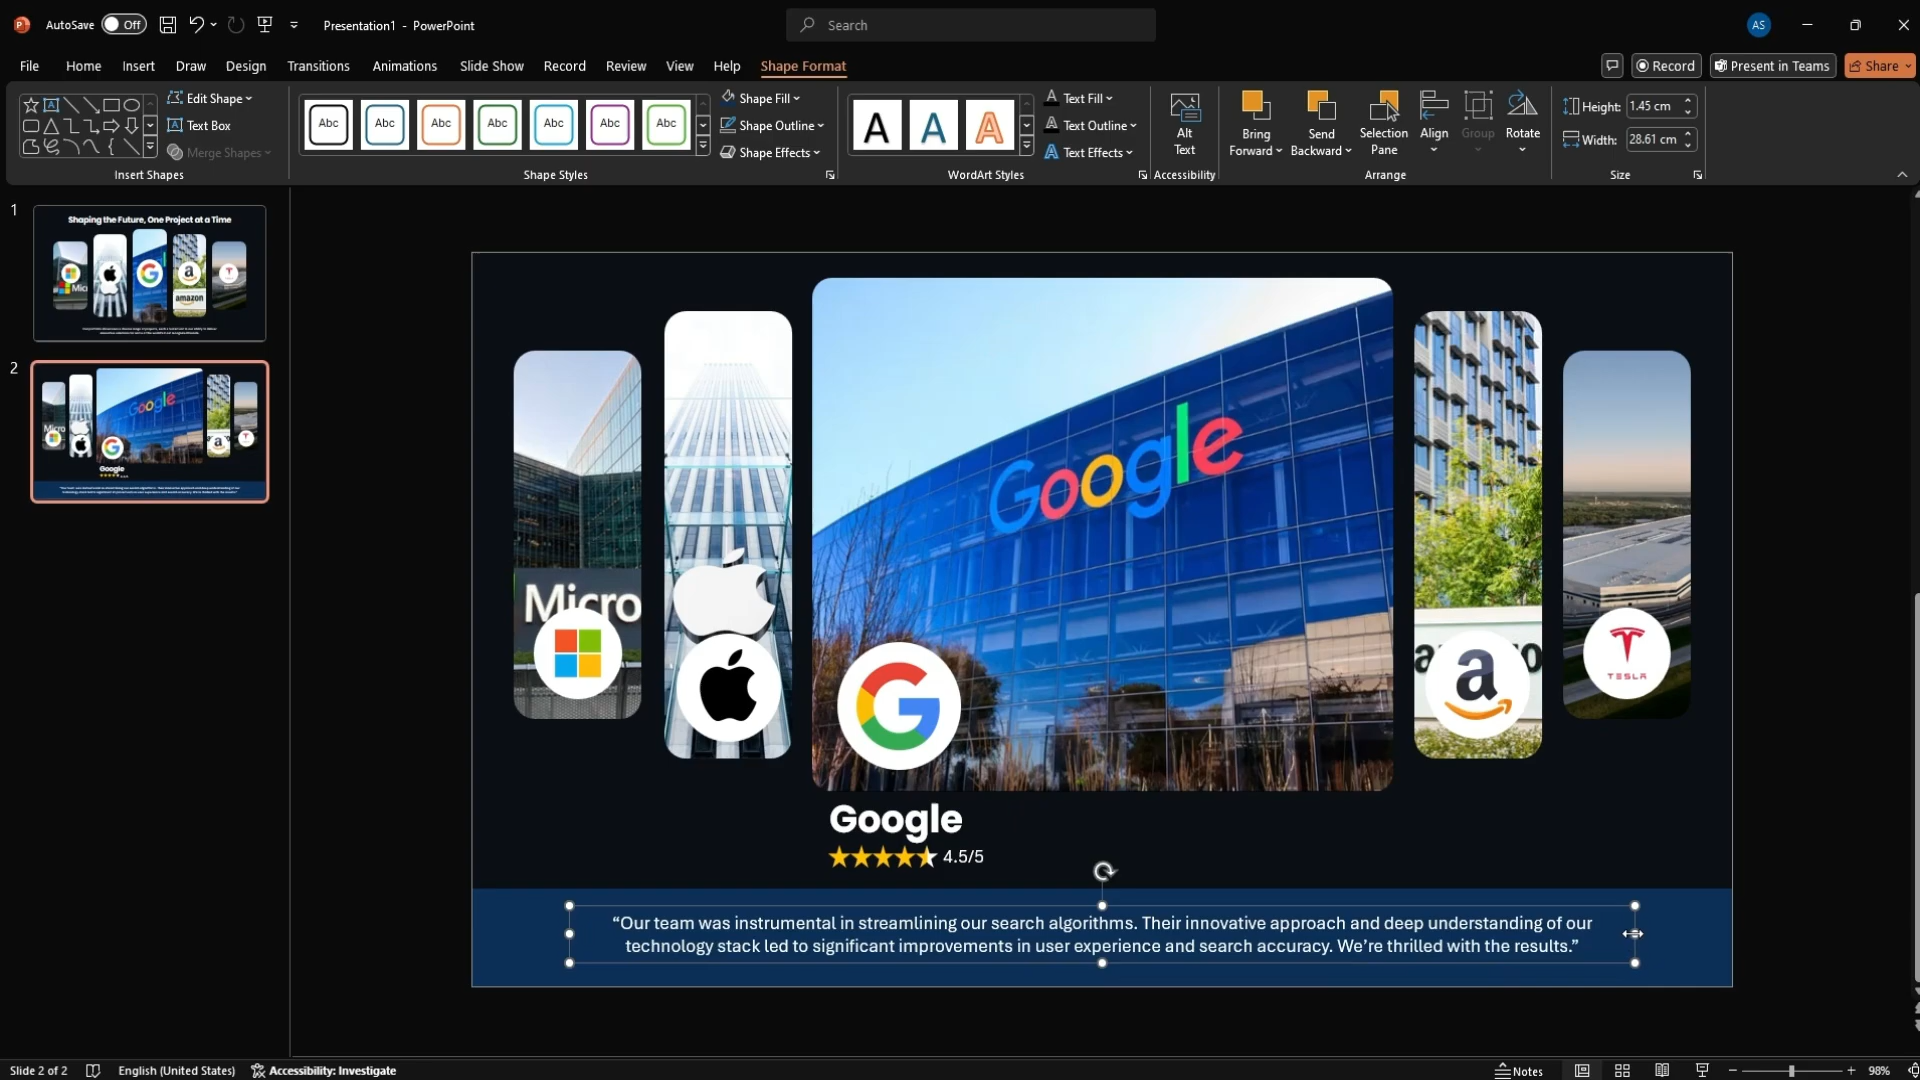 AutoSave Off Presentation1 - PowerPoint Search AS
File Home Insert Draw Design Transitions Animations Slide Show Record Review View Help Shape Format Record Present in Teams Share
Edit Shape
Text Box
Merge Shapes
Insert Shapes
Abc Abc Abc Abc Abc Abc Abc
Shape Fill
Shape Outline
Shape Effects
Shape Styles
A A A
Text Fill
Text Outline
Text Effects
WordArt Styles
Alt
Text
Accessibility
Bring
Forward
Send
Backward
Selection
Pane
Align
Group
Rotate
Arrange
Height: 1.45 cm
Width: 28.61 cm
Size
1
Shaping the Future, One Project at a Time
Mic
amazon
2
Micro
Google
Google
Google
Micro
TESLA
Google
4.5/5
“Our team was instrumental in streamlining our search algorithms. Their innovative approach and deep understanding of our
technology stack led to significant improvements in user experience and search accuracy. We’re thrilled with the results.”
Slide 2 of 2 English (United States) Accessibility: Investigate Notes 98%